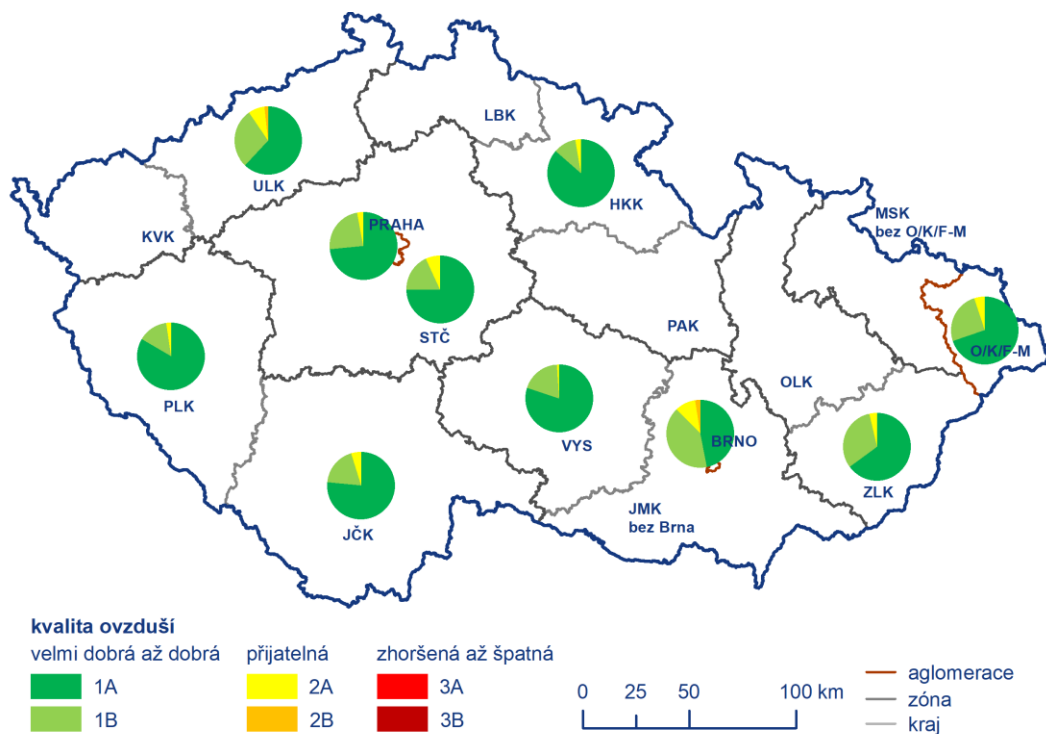 LBK
ULK
HKK
MSK
bez O/K/F-M
PRAHA
KVK
PAK
STČ
O/K/F-M
OLK
PLK
VYS
BRNO
ZLK
JMK
bez Brna
JČK
kvalita ovzduší
velmi dobrá až dobrá
přijatelná
zhoršená až špatná
1A
2A
3A
1B
2B
3B
0 25 50 100 km
aglomerace
zóna
kraj